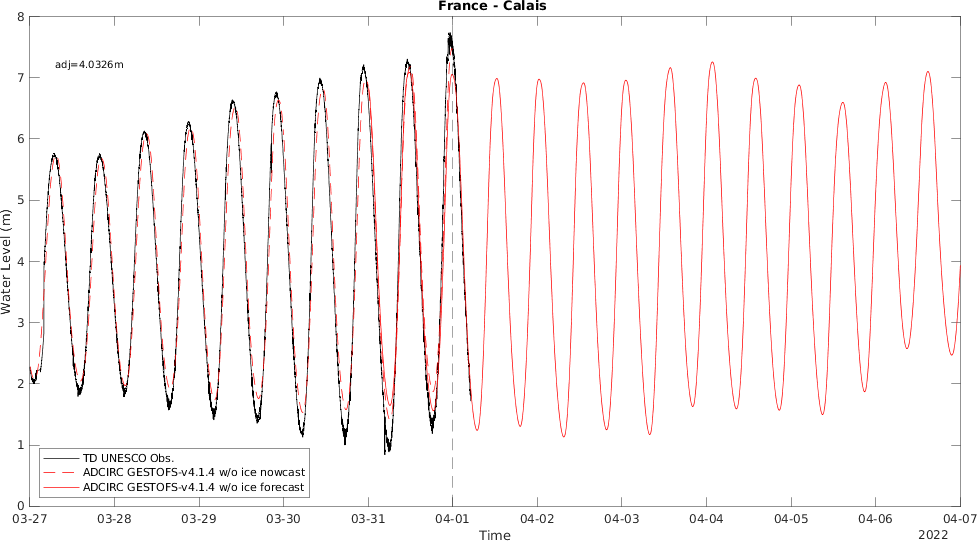 France - Calais
adj=4.0326m
Water Level (m)
8
7
6
5
4
3
2
1
0
TD UNESCO Obs.
ADCIRC GESTOFS-v4.1.4 w/o ice nowcast
ADCIRC GESTOFS-v4.1.4 w/o ice forecast
03-27 03-28 03-29 03-30 03-31 04-01 04-02 04-03 04-04 04-05 04-06 04-07
Time
2022